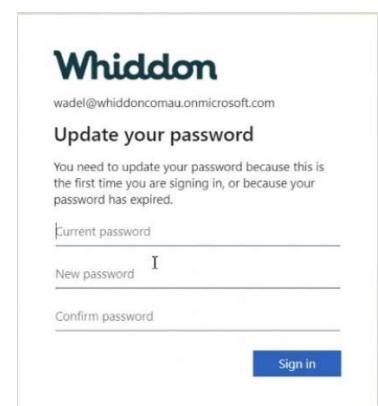 Whiddon
wadel@whiddoncomau.onmicrosoft.com
Update your password
You need to update your password because this is
the first time you are signing in, or because your
password has expired.
Current password
New password
Confirm password
Sign in